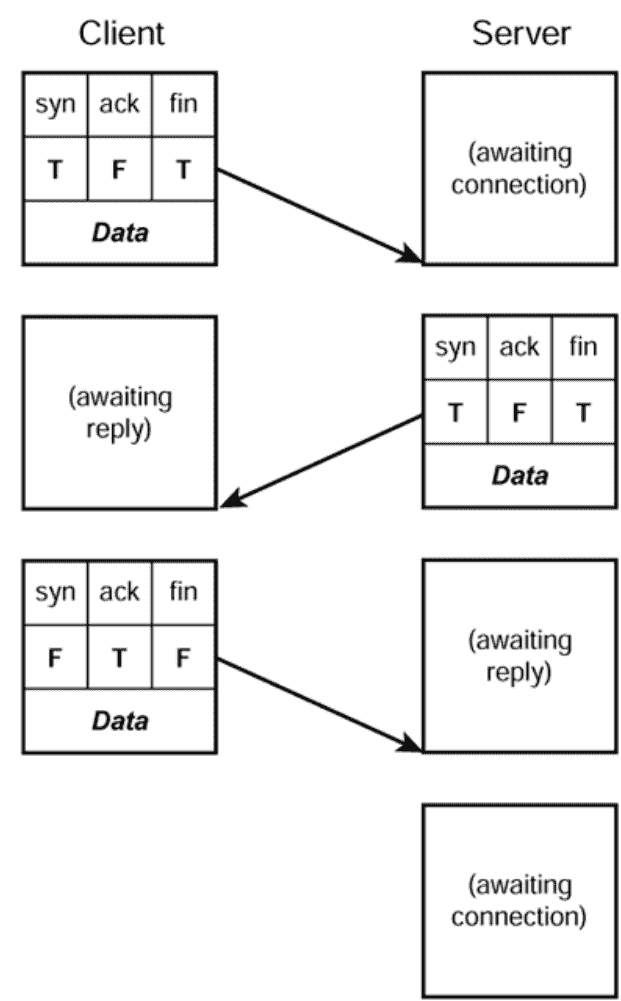 Client
Server
syn ack fin
T F T
Data
(awaiting
connection)
(awaiting
reply)
syn ack fin
T F T
Data
syn ack fin
F T F
Data
(awaiting
reply)
(awaiting
connection)